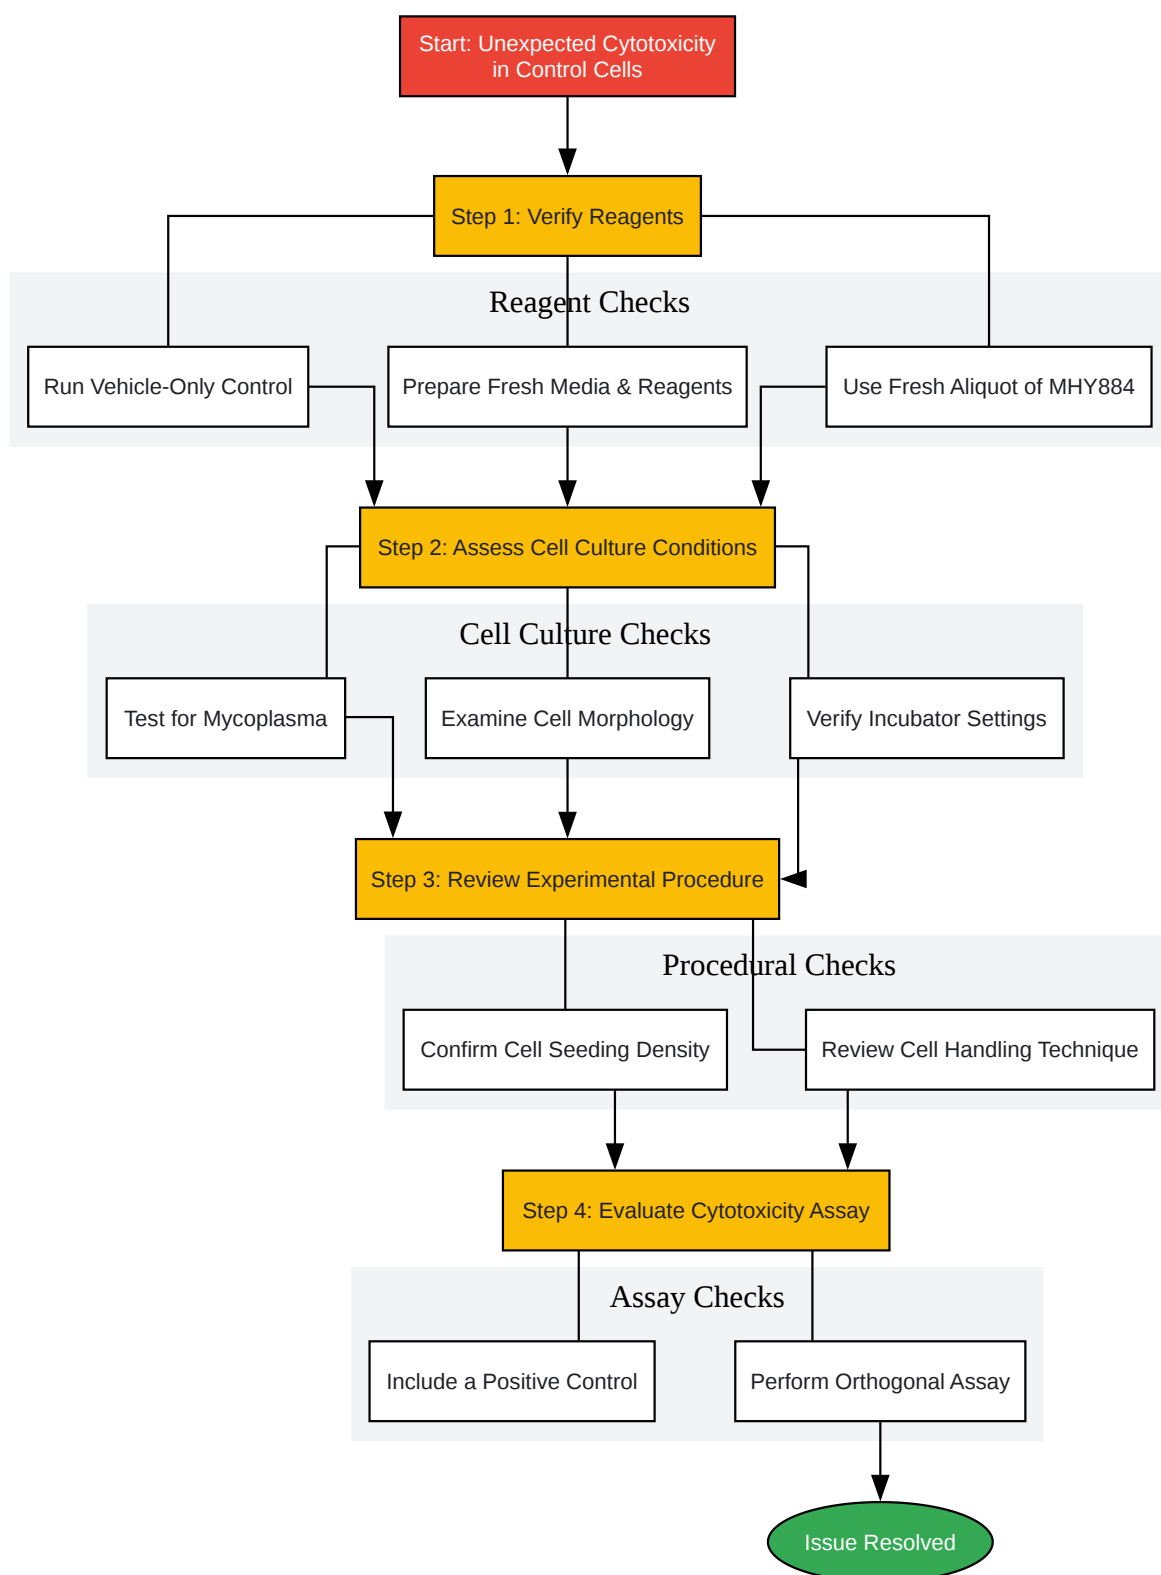 Start: Unexpected Cytotoxicity
in Control Cells
Step 1: Verify Reagents
Reagent Checks
Run Vehicle-Only Control
Prepare Fresh Media & Reagents
Use Fresh Aliquot of MHY884
Step 2: Assess Cell Culture Conditions
Cell Culture Checks
Test for Mycoplasma
Examine Cell Morphology
Verify Incubator Settings
Step 3: Review Experimental Procedure
Procedural Checks
Confirm Cell Seeding Density
Review Cell Handling Technique
Step 4: Evaluate Cytotoxicity Assay
Assay Checks
Include a Positive Control
Perform Orthogonal Assay
Issue Resolved